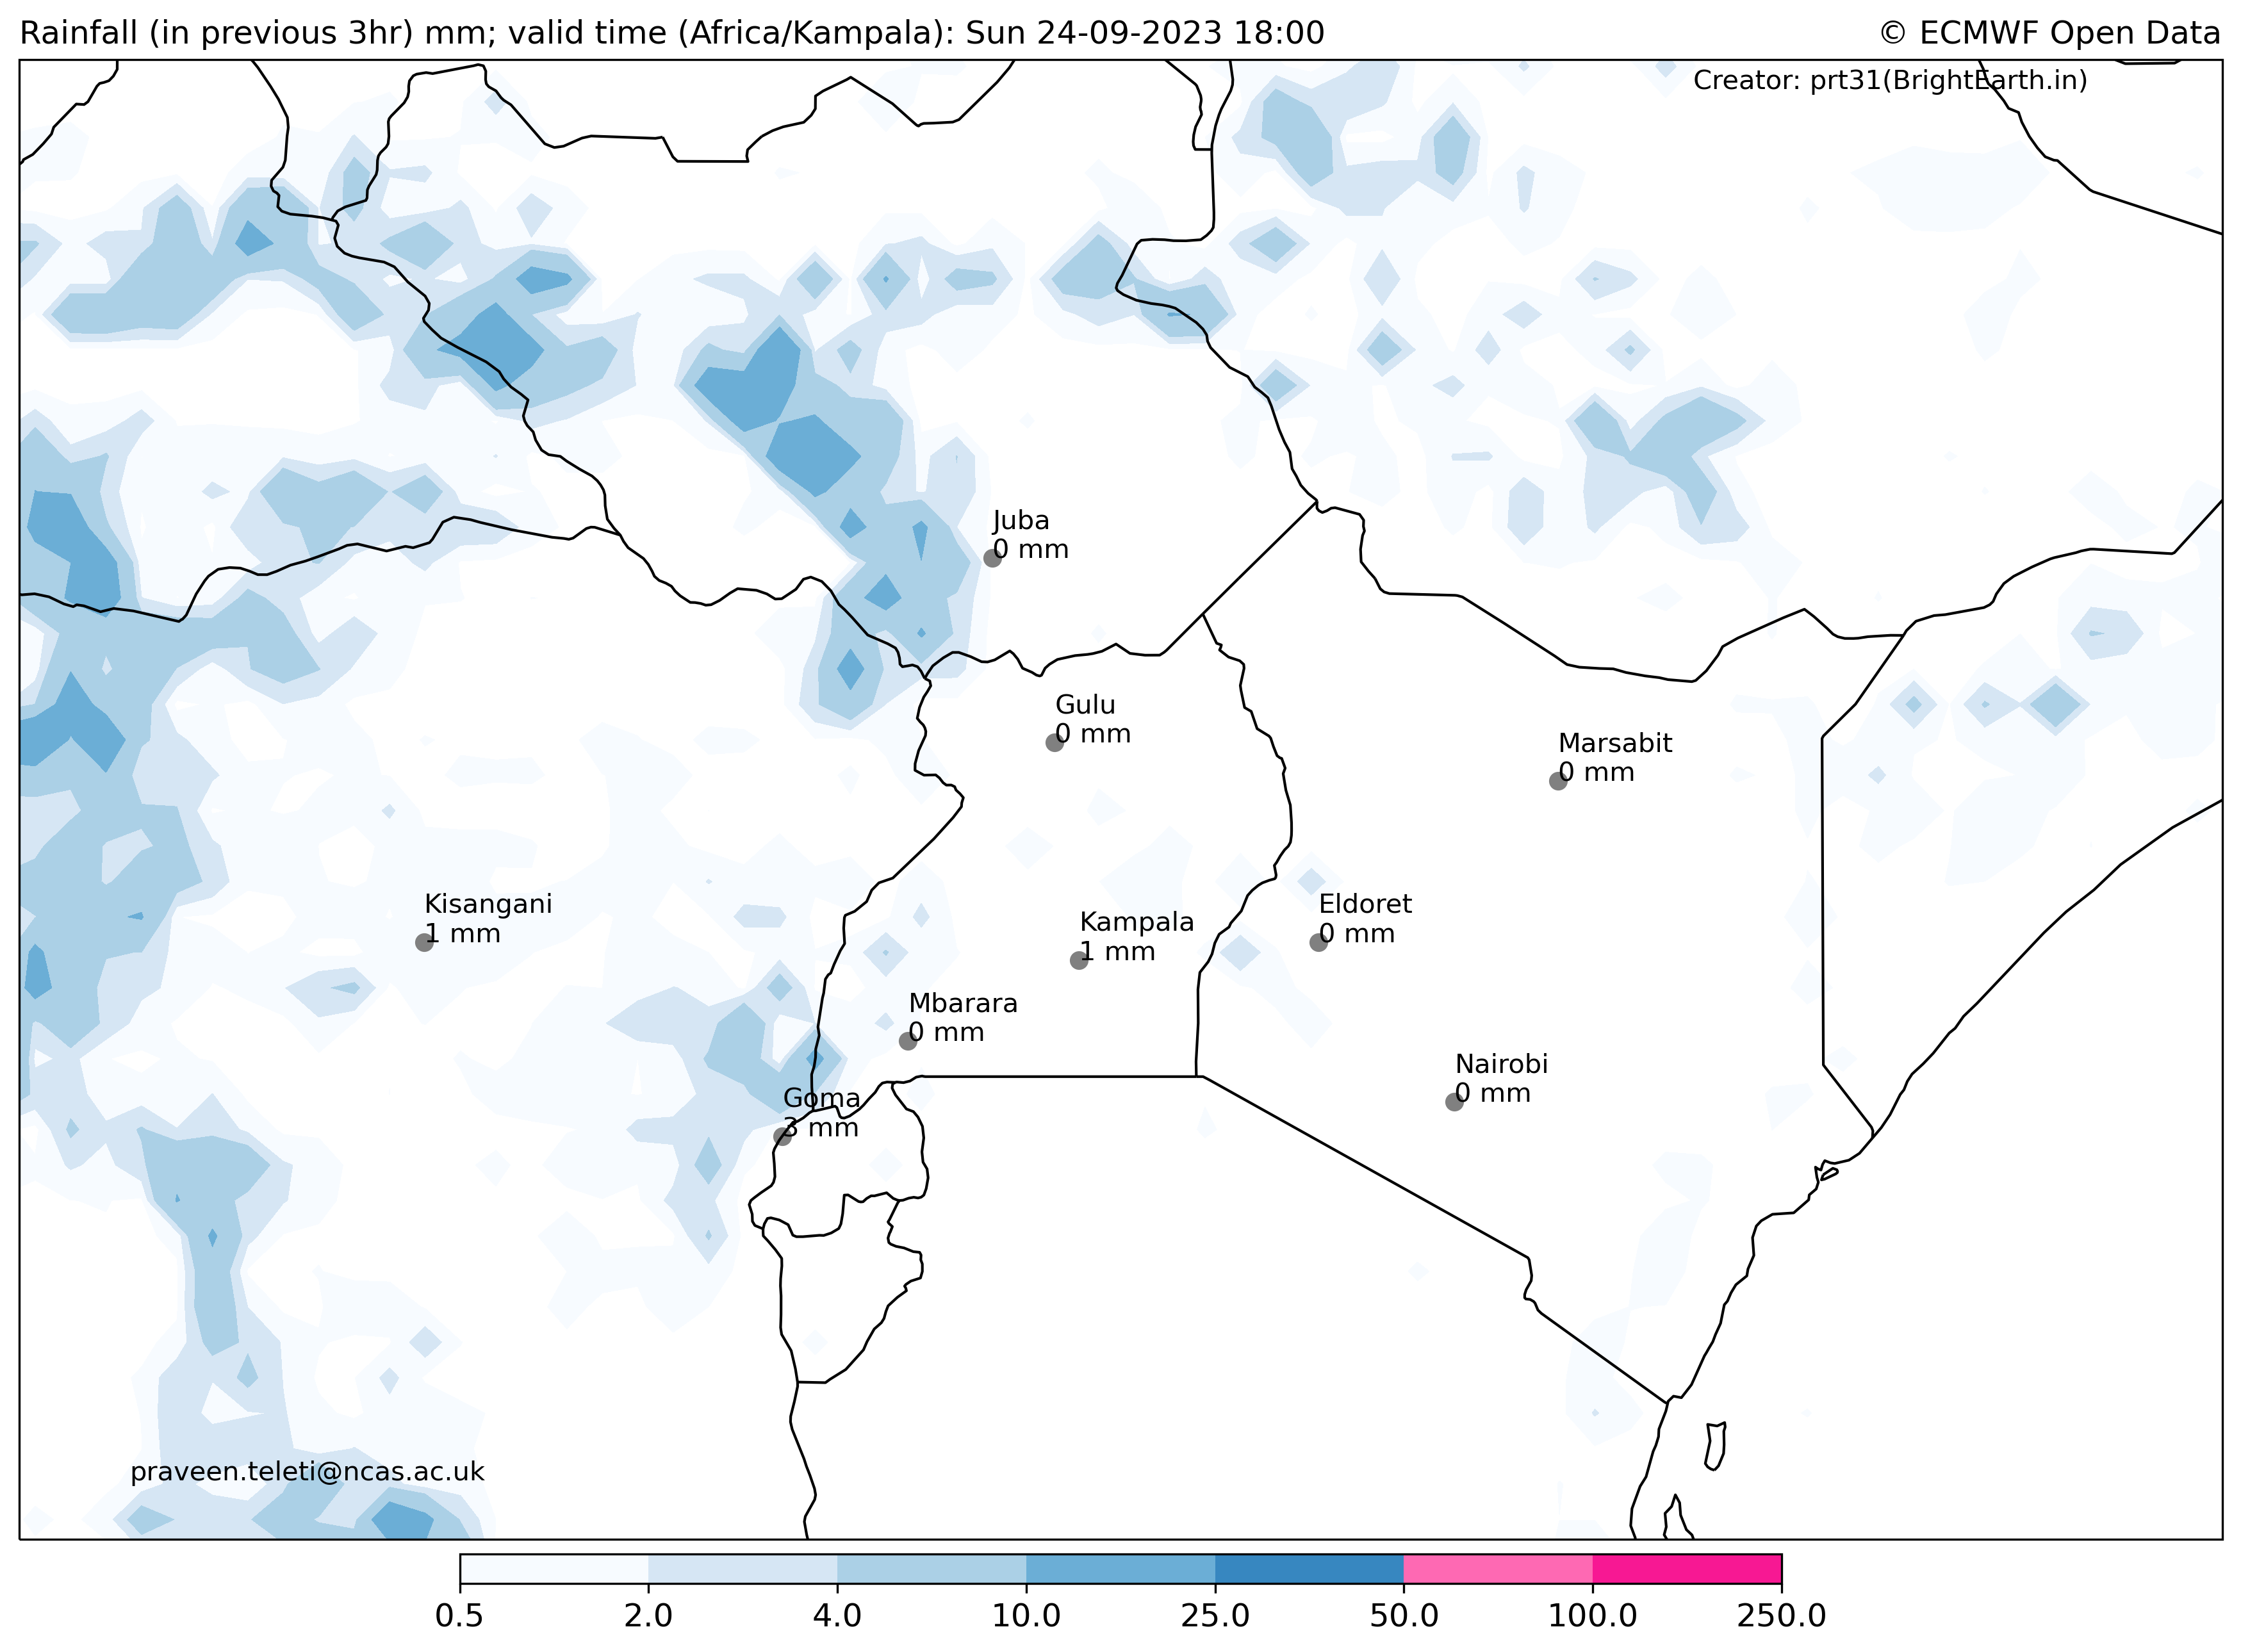 Rainfall (in previous 3hr) mm; valid time (Africa/Kampala): Sun 24-09-2023 18:00
© ECMWF Open Data
Creator: prt31(BrightEarth.in)
Juba
0 mm
Gulu
0 mm
Marsabit
0 mm
Kisangani
1 mm
Kampala
1 mm
Eldoret
0 mm
Mbarara
0 mm
Nairobi
0 mm
Goma
3 mm
praveen.teleti@ncas.ac.uk
0.5 2.0 4.0 10.0 25.0 50.0 100.0 250.0